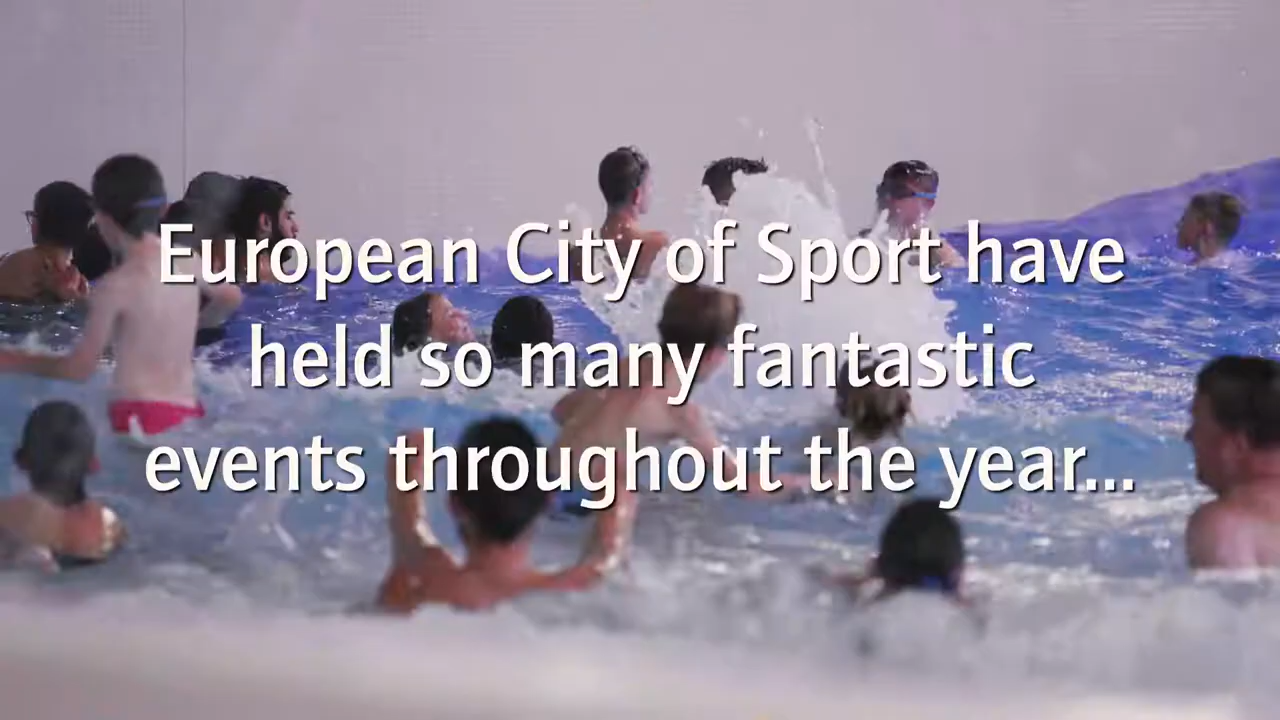 European City of Sport have
held so many fantastic
events throughout the year...